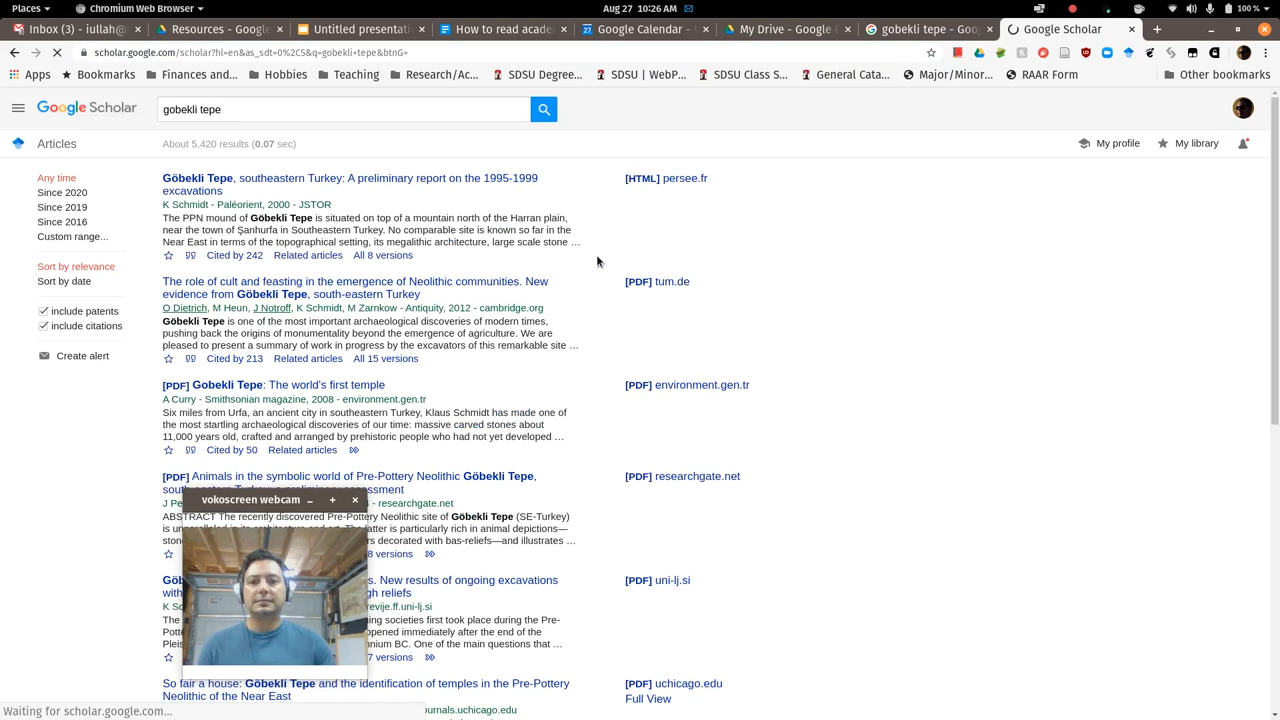 Places
Chromium Web Browser
Aug 27 10:26 AM
100 %
Inbox (3) - iullah@
Resources - Google
Untitled presentati
How to read acade
Google Calendar -
My Drive - Google D
gobekli tepe - Goo
Google Scholar
scholar.google.com/scholar?hl=en&as_sdt=0%2C5&q=gobekli+tepe&btnG=
Apps
Bookmarks
Finances and...
Hobbies
Teaching
Research/Ac...
SDSU Degree...
SDSU | WebP...
SDSU Class S...
General Cata...
Major/Minor...
RAAR Form
Other bookmarks
Google Scholar
gobekli tepe
Articles
About 5,420 results (0.07 sec)
My profile
My library
Any time
Since 2020
Since 2019
Since 2016
Custom range...
Sort by relevance
Sort by date
include patents
include citations
Create alert
Göbekli Tepe, southeastern Turkey: A preliminary report on the 1995-1999
excavations
K Schmidt - Paléorient, 2000 - JSTOR
The PPN mound of Göbekli Tepe is situated on top of a mountain north of the Harran plain,
near the town of Şanhurfa in Southeastern Turkey. No comparable site is known so far in the
Near East in terms of the topographical setting, its megalithic architecture, large scale stone …
Cited by 242 Related articles All 8 versions
[HTML] persee.fr
The role of cult and feasting in the emergence of Neolithic communities. New
evidence from Göbekli Tepe, south-eastern Turkey
O Dietrich, M Heun, J Notroff, K Schmidt, M Zarnkow - Antiquity, 2012 - cambridge.org
Göbekli Tepe is one of the most important archaeological discoveries of modern times,
pushing back the origins of monumentality beyond the emergence of agriculture. We are
pleased to present a summary of work in progress by the excavators of this remarkable site …
Cited by 213 Related articles All 15 versions
[PDF] tum.de
[PDF] Gobekli Tepe: The world's first temple
A Curry - Smithsonian magazine, 2008 - environment.gen.tr
Six miles from Urfa, an ancient city in southeastern Turkey, Klaus Schmidt has made one of
the most startling archaeological discoveries of our time: massive carved stones about
11,000 years old, crafted and arranged by prehistoric people who had not yet developed …
Cited by 50 Related articles
[PDF] environment.gen.tr
[PDF] Animals in the symbolic world of Pre-Pottery Neolithic Göbekli Tepe,
ssment
J Pe - researchgate.net
ABSTRACT The recently discovered Pre-Pottery Neolithic site of Göbekli Tepe (SE-Turkey)
is latter is particularly rich in animal depictions—
rs decorated with bas-reliefs—and illustrates …
8 versions
[PDF] researchgate.net
vokoscreen webcam
s. New results of ongoing excavations
with gh reliefs
revije.ff.uni-lj.si
The ning societies first took place during the Pre-
opened immediately after the end of the
nnium BC. One of the main questions that …
7 versions
[PDF] uni-lj.si
So fair a house: Göbekli Tepe and the identification of temples in the Pre-Pottery
Neolithic of the Near East
ournals.uchicago.edu
[PDF] uchicago.edu
Full View
Waiting for scholar.google.com...